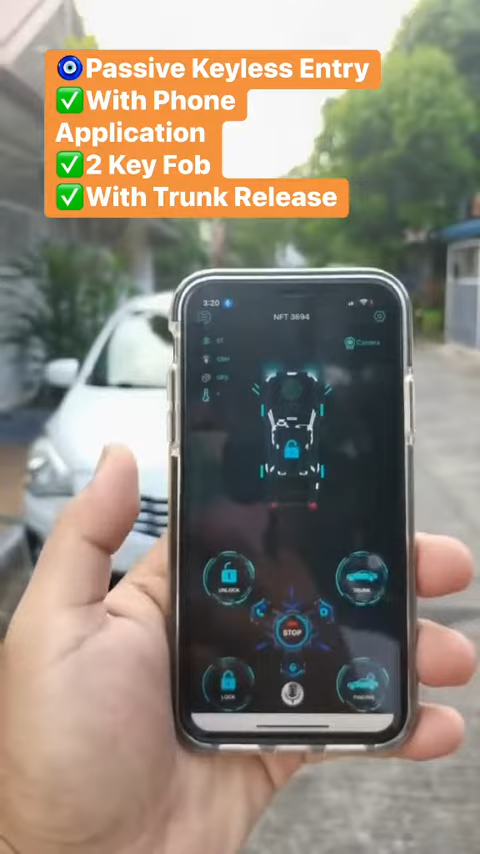 🧿Passive Keyless Entry
✅With Phone
Application
✅2 Key Fob
✅With Trunk Release
3:20
NFT 3694
Camera
UNLOCK
TRUNK
STOP
LOCK
FINDING